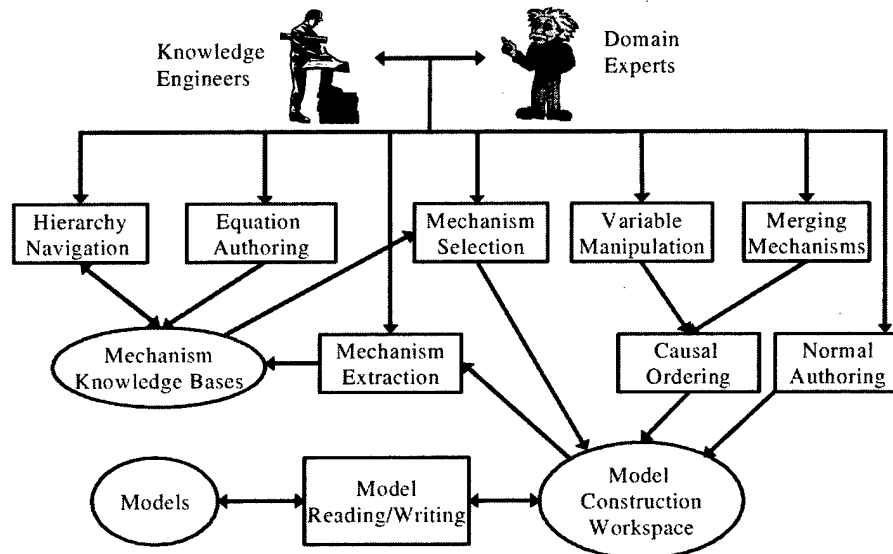 Knowledge
Engineers
Domain
Experts
Hierarchy
Navigation
Equation
Authoring
Mechanism
Selection
Variable
Manipulation
Merging
Mechanisms
Mechanism
Knowledge Bases
Mechanism
Extraction
Causal
Ordering
Normal
Authoring
Models
Model
Reading/Writing
Model
Construction
Workspace